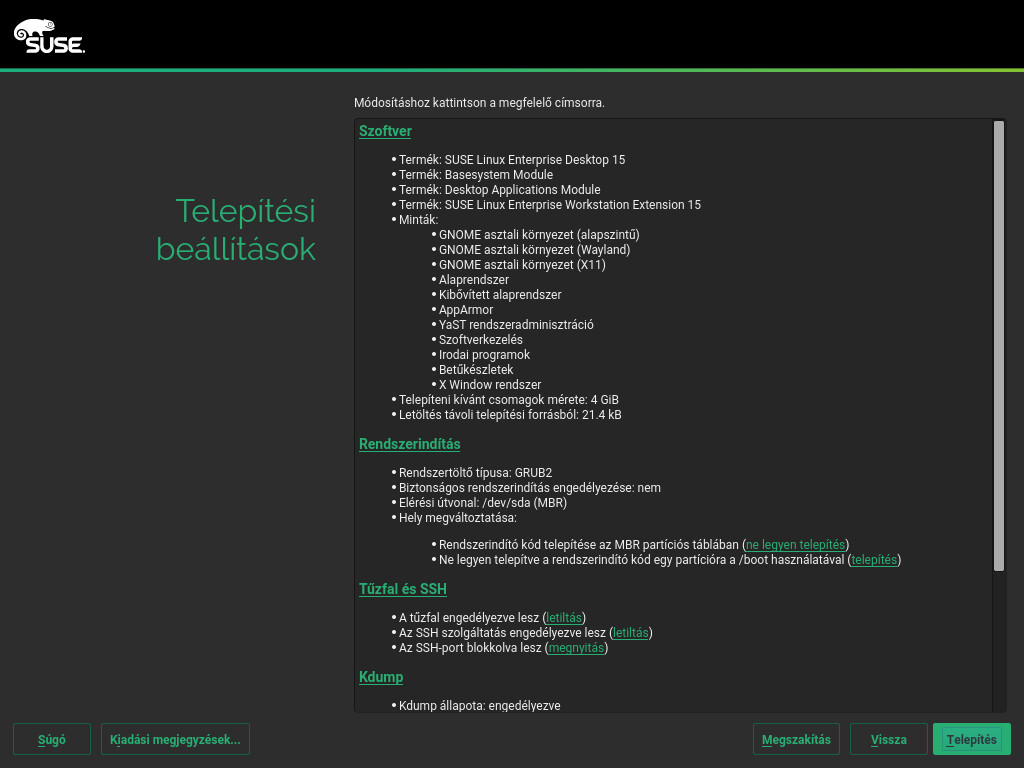 SUSE
Módosításhoz kattintson a megfelelő címsorra.
Telepítési
beállítások
Szoftver
• Termék: SUSE Linux Enterprise Desktop 15
• Termék: Basesystem Module
• Termék: Desktop Applications Module
• Termék: SUSE Linux Enterprise Workstation Extension 15
• Minták:
• GNOME asztali környezet (alapszintű)
• GNOME asztali környezet (Wayland)
• GNOME asztali környezet (X11)
• Alaprendszer
• Kibővített alaprendszer
• AppArmor
• YaST rendszeradminisztráció
• Szoftverkezelés
• Irodai programok
• Betűkészletek
• X Window rendszer
• Telepíteni kívánt csomagok mérete: 4 GiB
• Letöltés távoli telepítési forrásból: 21.4 kB
Rendszerindítás
• Rendszertöltő típusa: GRUB2
• Biztonságos rendszerindítás engedélyezése: nem
• Elérési útvonal: /dev/sda (MBR)
• Hely megváltoztatása:
• Rendszerindító kód telepítése az MBR partíciós táblában (ne legyen telepítés)
• Ne legyen telepítve a rendszerindító kód egy partícióra a /boot használatával (telepítés)
Tűzfal és SSH
• A tűzfal engedélyezve lesz (letiltás)
• Az SSH szolgáltatás engedélyezve lesz (letiltás)
• Az SSH-port blokkolva lesz (megnyitás)
Kdump
• Kdump állapota: engedélyezve
Súgó
Kiadási megjegyzések...
Megszakítás
Vissza
Telepítés